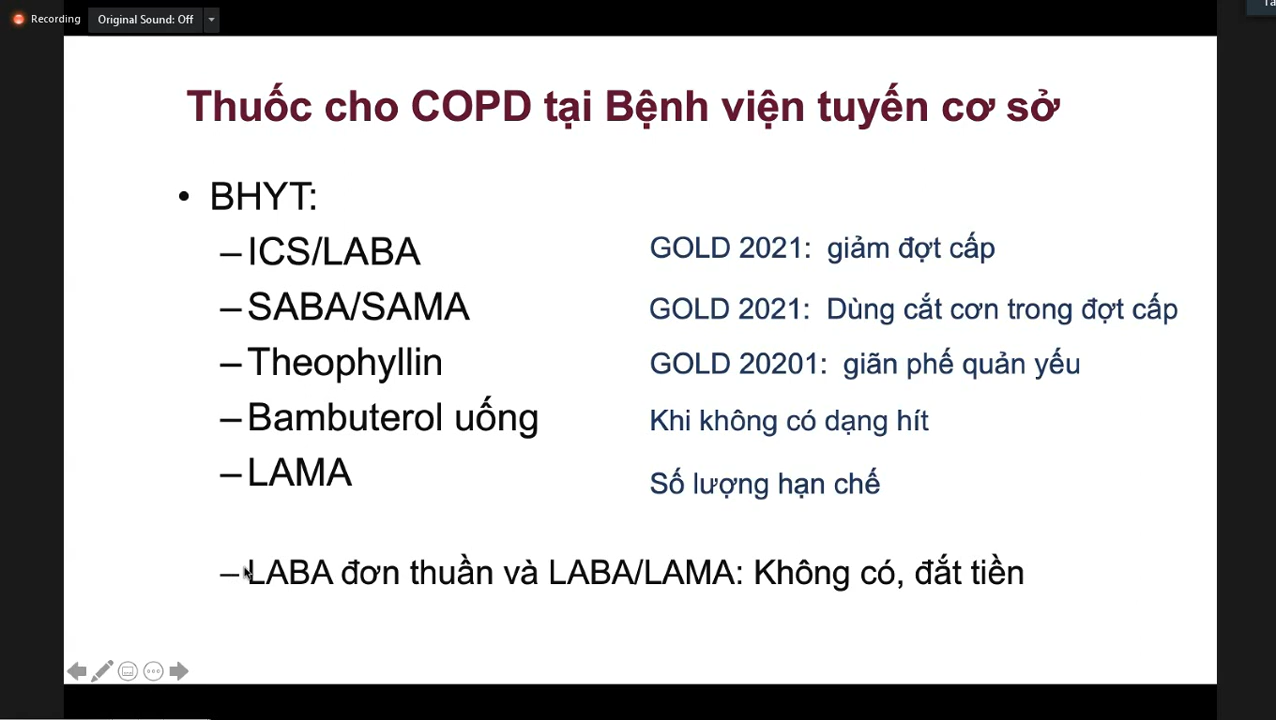 Recording
Original Sound: Off
Ta
Thuốc cho COPD tại Bệnh viện tuyến cơ sở
• BHYT:
–ICS/LABA GOLD 2021: giảm đợt cấp
–SABA/SAMA GOLD 2021: Dùng cắt cơn trong đợt cấp
–Theophyllin GOLD 20201: giãn phế quản yếu
–Bambuterol uống Khi không có dạng hít
–LAMA Số lượng hạn chế
–LABA đơn thuần và LABA/LAMA: Không có, đắt tiền